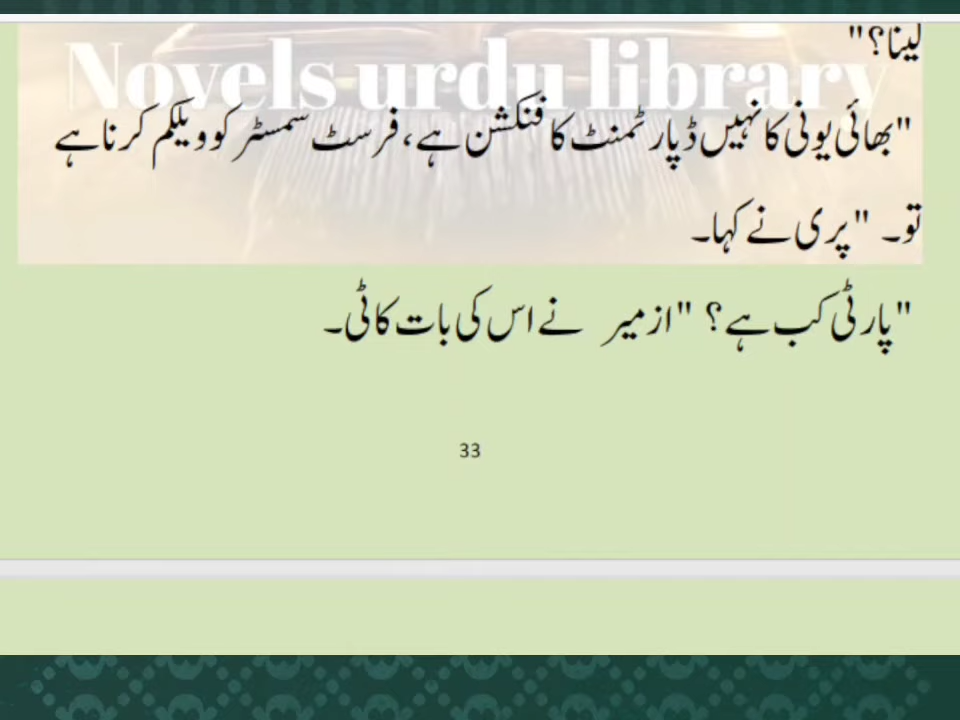 لینا؟"
Novels urdu library
"بھائی یونی کا نہیں ڈپارٹمنٹ کا فنکشن ہے، فرسٹ سمسٹر کو ویلکم کرنا ہے
تو۔ "پری نے کہا۔
"پارٹی کب ہے؟ "ازمیر نے اس کی بات کاٹی۔
33